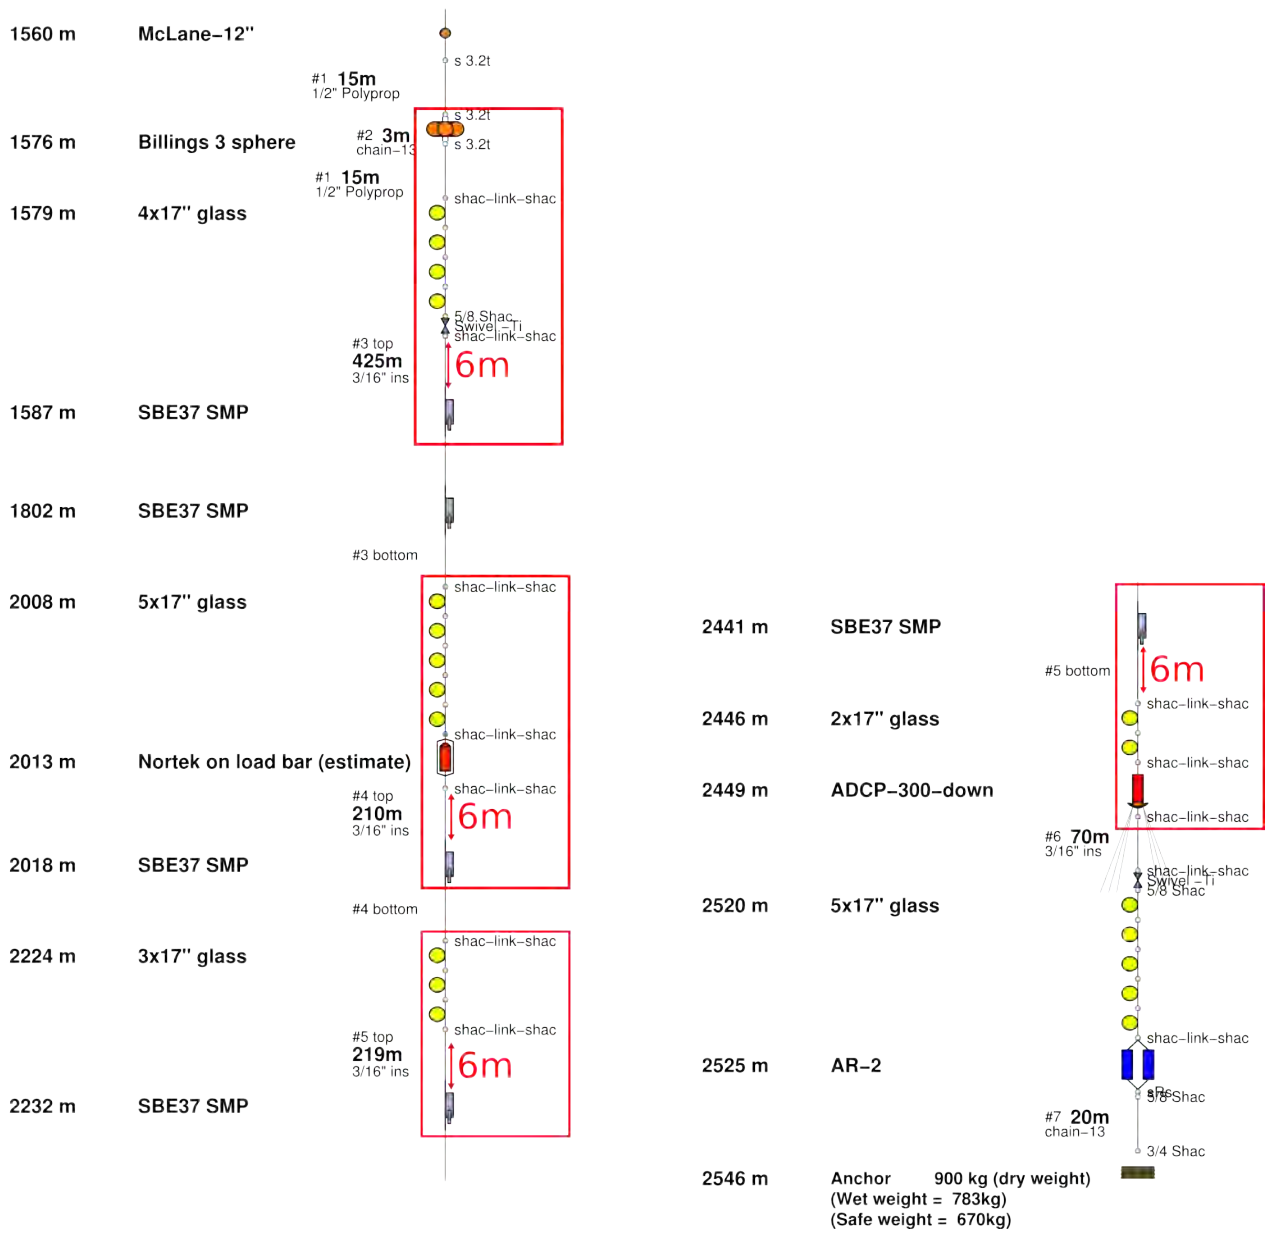 1560 m McLane−12"
s 3.2t
#1 15m
1/2" Polyprop
s 3.2t
1576 m Billings 3 sphere
#2 3m
chain−13
s 3.2t
#1 15m
1/2" Polyprop
shac−link−shac
1579 m 4x17" glass
5/8 Shac
Swivel −Ti
shac−link−shac
#3 top
425m
3/16" ins
6m
1587 m SBE37 SMP
1802 m SBE37 SMP
#3 bottom
shac−link−shac
2008 m 5x17" glass
shac−link−shac
2013 m Nortek on load bar (estimate)
shac−link−shac
#4 top
210m
3/16" ins
6m
2018 m SBE37 SMP
#4 bottom
shac−link−shac
2224 m 3x17" glass
shac−link−shac
#5 top
219m
3/16" ins
6m
2232 m SBE37 SMP
2441 m SBE37 SMP
#5 bottom
6m
shac−link−shac
2446 m 2x17" glass
shac−link−shac
2449 m ADCP−300−down
shac−link−shac
#6 70m
3/16" ins
shac−link−shac
Swivel −Ti
5/8 Shac
2520 m 5x17" glass
shac−link−shac
2525 m AR−2
5/8 Shac
#7 20m
chain−13
3/4 Shac
2546 m Anchor 900 kg (dry weight)
(Wet weight = 783kg)
(Safe weight = 670kg)